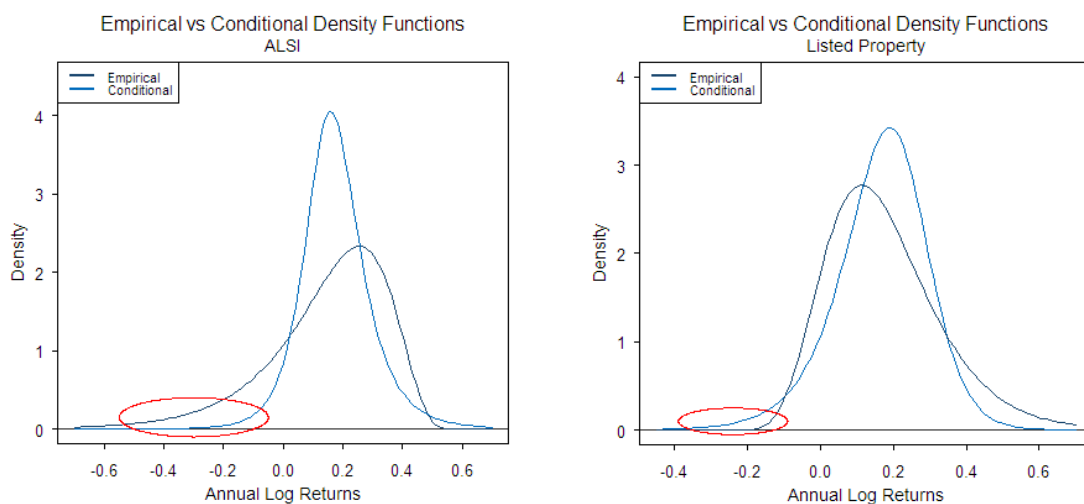 Empirical vs Conditional Density Functions
ALSI
Empirical
Conditional
4
3
2
1
0
Density
-0.6 -0.4 -0.2 0.0 0.2 0.4 0.6
Annual Log Returns
Empirical vs Conditional Density Functions
Listed Property
Empirical
Conditional
4
3
2
1
0
Density
-0.4 -0.2 0.0 0.2 0.4 0.6
Annual Log Returns